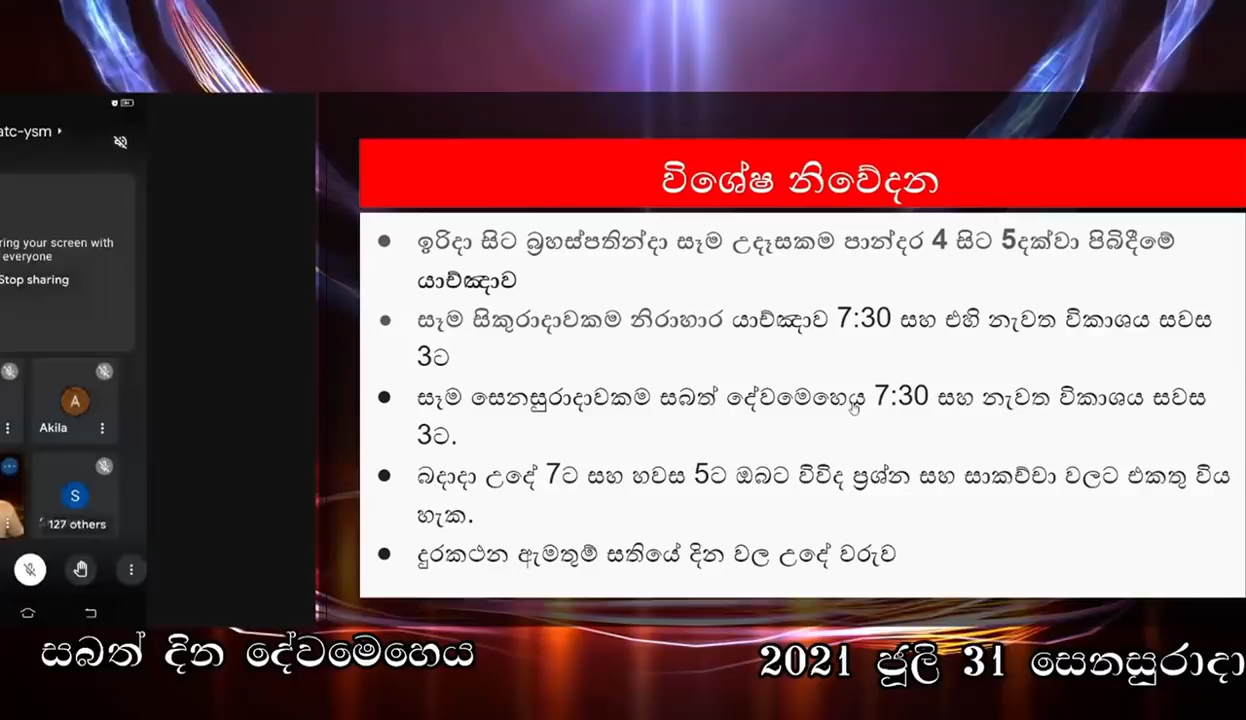 atc-ysm
ring your screen with
everyone
Stop sharing
A
Akila
S
127 others
විශේෂ නිවේදන
ඉරිදා සිට බ්‍රහස්පතින්දා සෑම උදෑසකම පාන්දර 4 සිට 5දක්වා පිබිදීමේ
යාච්ඤාව
සෑම සිකුරාදාවකම නිරාහාර යාච්ඤාව 7:30 සහ එහි නැවත විකාශය සවස
3ට
සෑම සෙනසුරාදාවකම සබත් දේවමෙහෙය 7:30 සහ නැවත විකාශය සවස
3ට.
බදාදා උදේ 7ට සහ හවස 5ට ඔබට විවිද ප්‍රශ්න සහ සාකච්චා වලට එකතු විය
හැක.
දුරකථන ඇමතුම් සතියේ දින වල උදේ වරුව
සබත් දින දේවමෙහෙය
2021 ජූලි 31 සෙනසුරාදා